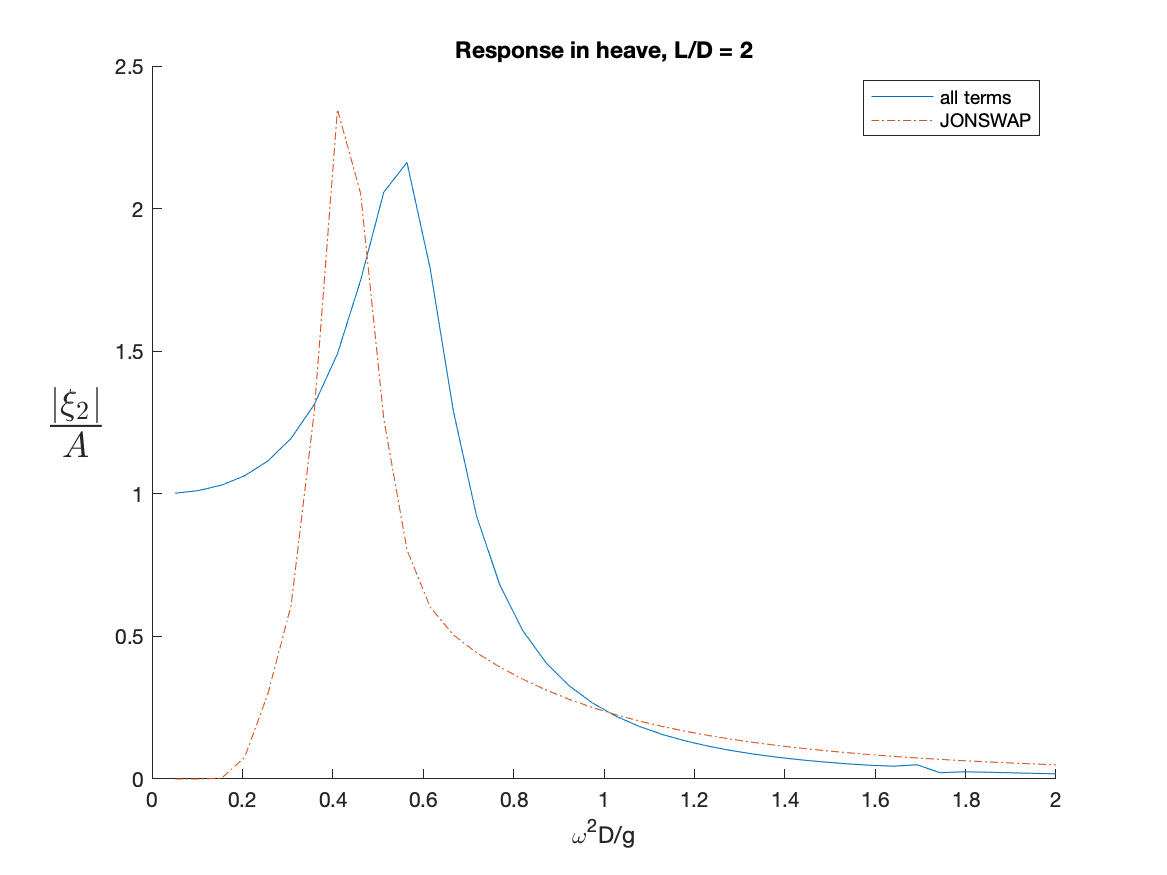 Response in heave, L/D = 2
all terms
JONSWAP
2.5
2
1.5
1
0.5
0
|ξ₂|
A
0 0.2 0.4 0.6 0.8 1 1.2 1.4 1.6 1.8 2
ω²D/g